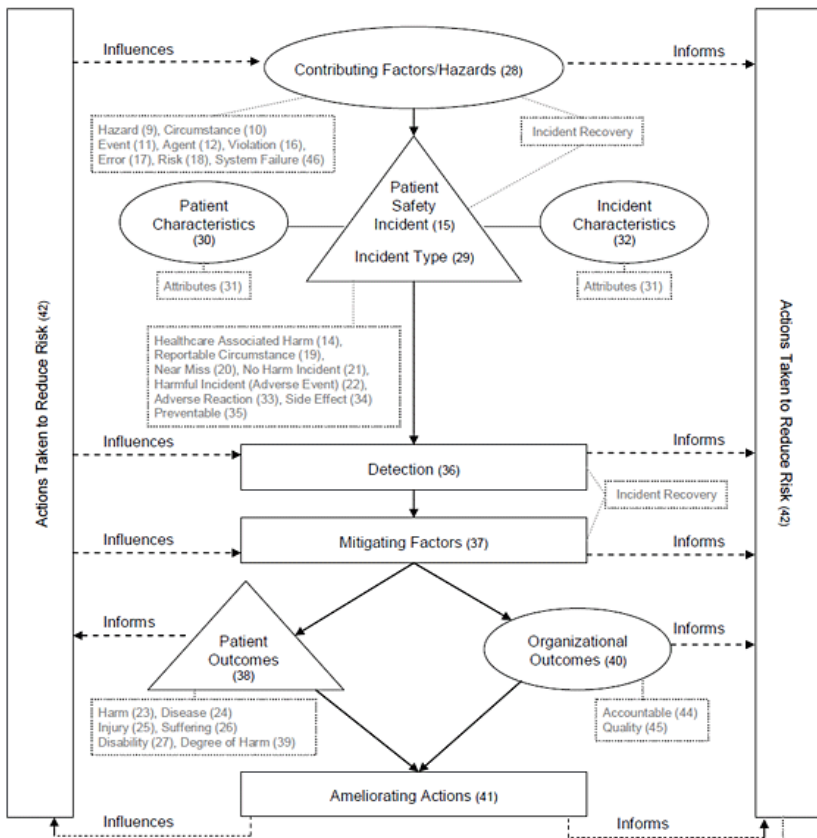 Influences
Informs
Contributing Factors/Hazards (28)
Hazard (9), Circumstance (10)
Event (11), Agent (12), Violation (16),
Error (17), Risk (18), System Failure (46)
Incident Recovery
Patient
Safety
Incident (15)
Incident Type (29)
Patient
Characteristics
(30)
Incident
Characteristics
(32)
Attributes (31)
Attributes (31)
Actions Taken to Reduce Risk (42)
Actions Taken to Reduce Risk (42)
Healthcare Associated Harm (14),
Reportable Circumstance (19),
Near Miss (20), No Harm Incident (21),
Harmful Incident (Adverse Event) (22),
Adverse Reaction (33), Side Effect (34)
Preventable (35)
Influences
Informs
Detection (36)
Incident Recovery
Influences
Informs
Mitigating Factors (37)
Informs
Informs
Patient
Outcomes
(38)
Organizational
Outcomes (40)
Harm (23), Disease (24)
Injury (25), Suffering (26)
Disability (27), Degree of Harm (39)
Accountable (44)
Quality (45)
Ameliorating Actions (41)
Influences
Informs